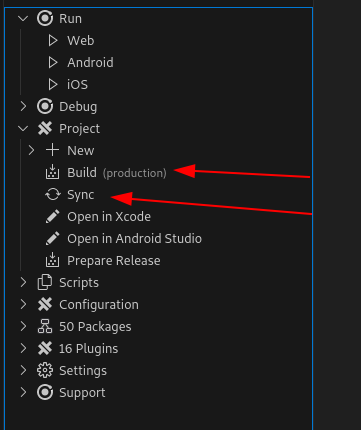 Run
Web
Android
iOS
Debug
Project
New
Build (production)
Sync
Open in Xcode
Open in Android Studio
Prepare Release
Scripts
Configuration
50 Packages
16 Plugins
Settings
Support